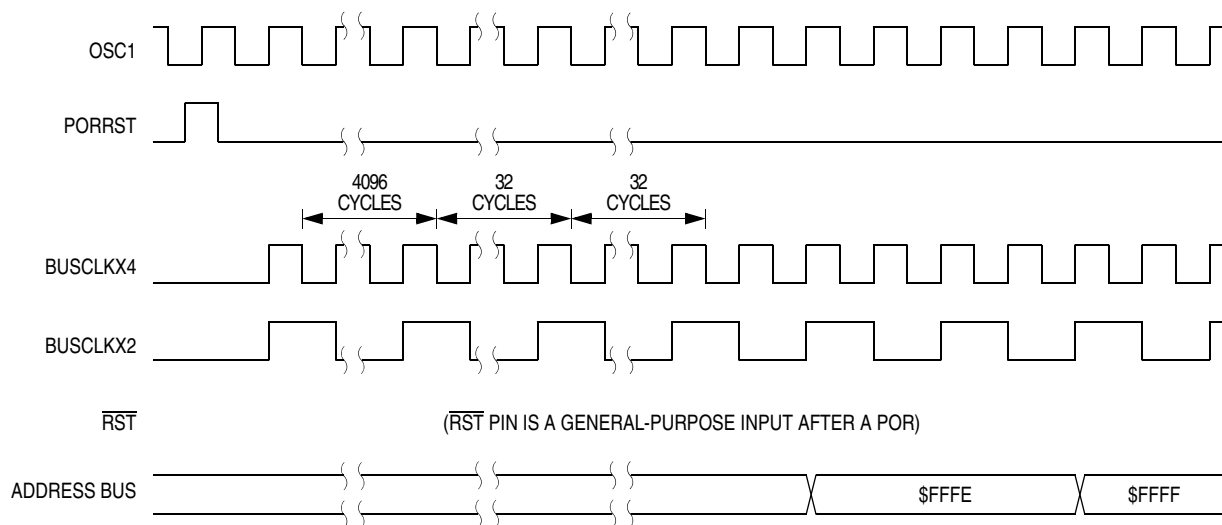 OSC1
PORRST
4096
CYCLES
32
CYCLES
32
CYCLES
BUSCLKX4
BUSCLKX2
RST
(RST PIN IS A GENERAL-PURPOSE INPUT AFTER A POR)
ADDRESS BUS
$FFFE
$FFFF